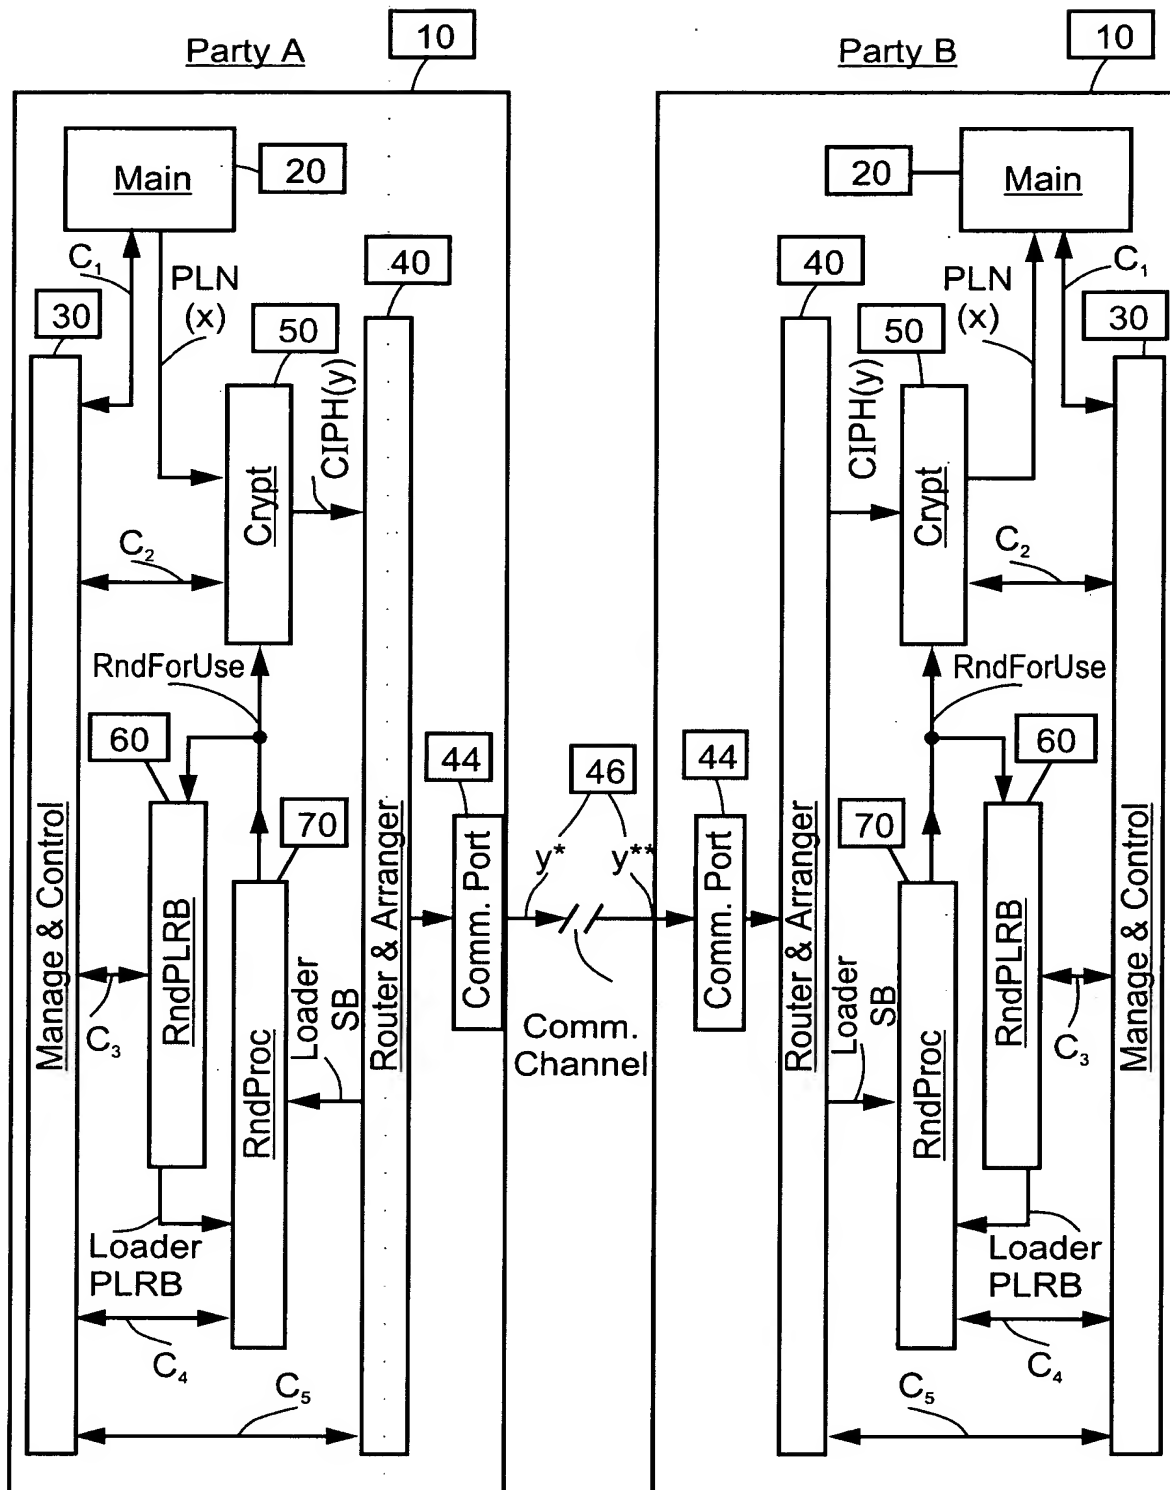 Party A
10
Party B
10
Main
20
20
Main
C₁
PLN
(x)
40
40
PLN
(x)
C₁
30
50
50
30
CIPH(y)
CIPH(y)
Crypt
Crypt
C₂
C₂
RndForUse
RndForUse
60
44
46
44
60
70
70
Manage & Control
RndPLRB
RndProc
Loader
SB
Router & Arranger
Comm. Port
y*
y**
Comm. Port
Router & Arranger
Loader
SB
RndProc
RndPLRB
Manage & Control
C₃
Comm.
Channel
C₃
Loader
PLRB
Loader
PLRB
C₄
C₄
C₅
C₅